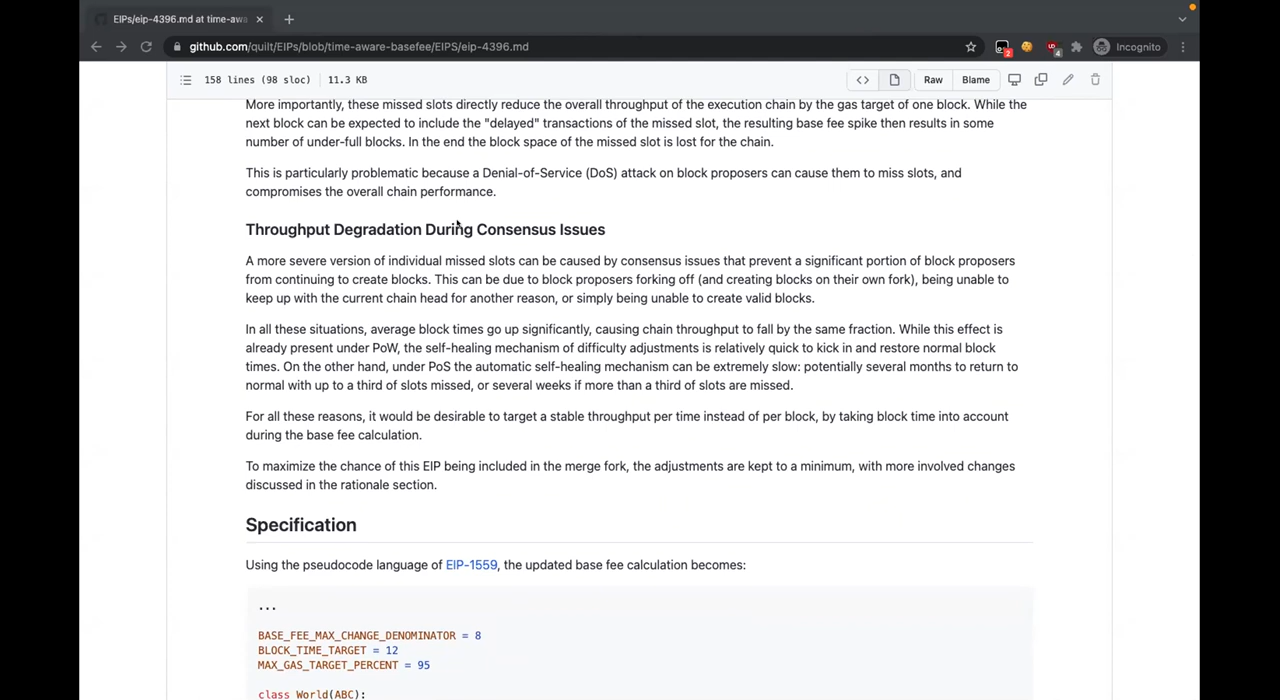 EIPs/eip-4396.md at time-awa
github.com/quilt/EIPs/blob/time-aware-basefee/EIPS/eip-4396.md
2
4
Incognito
158 lines (98 sloc) 11.3 KB
Raw
Blame
More importantly, these missed slots directly reduce the overall throughput of the execution chain by the gas target of one block. While the
next block can be expected to include the "delayed" transactions of the missed slot, the resulting base fee spike then results in some
number of under-full blocks. In the end the block space of the missed slot is lost for the chain.
This is particularly problematic because a Denial-of-Service (DoS) attack on block proposers can cause them to miss slots, and
compromises the overall chain performance.
Throughput Degradation During Consensus Issues
A more severe version of individual missed slots can be caused by consensus issues that prevent a significant portion of block proposers
from continuing to create blocks. This can be due to block proposers forking off (and creating blocks on their own fork), being unable to
keep up with the current chain head for another reason, or simply being unable to create valid blocks.
In all these situations, average block times go up significantly, causing chain throughput to fall by the same fraction. While this effect is
already present under PoW, the self-healing mechanism of difficulty adjustments is relatively quick to kick in and restore normal block
times. On the other hand, under PoS the automatic self-healing mechanism can be extremely slow: potentially several months to return to
normal with up to a third of slots missed, or several weeks if more than a third of slots are missed.
For all these reasons, it would be desirable to target a stable throughput per time instead of per block, by taking block time into account
during the base fee calculation.
To maximize the chance of this EIP being included in the merge fork, the adjustments are kept to a minimum, with more involved changes
discussed in the rationale section.
Specification
Using the pseudocode language of EIP-1559, the updated base fee calculation becomes:
...
BASE_FEE_MAX_CHANGE_DENOMINATOR = 8
BLOCK_TIME_TARGET = 12
MAX_GAS_TARGET_PERCENT = 95
class World(ABC):